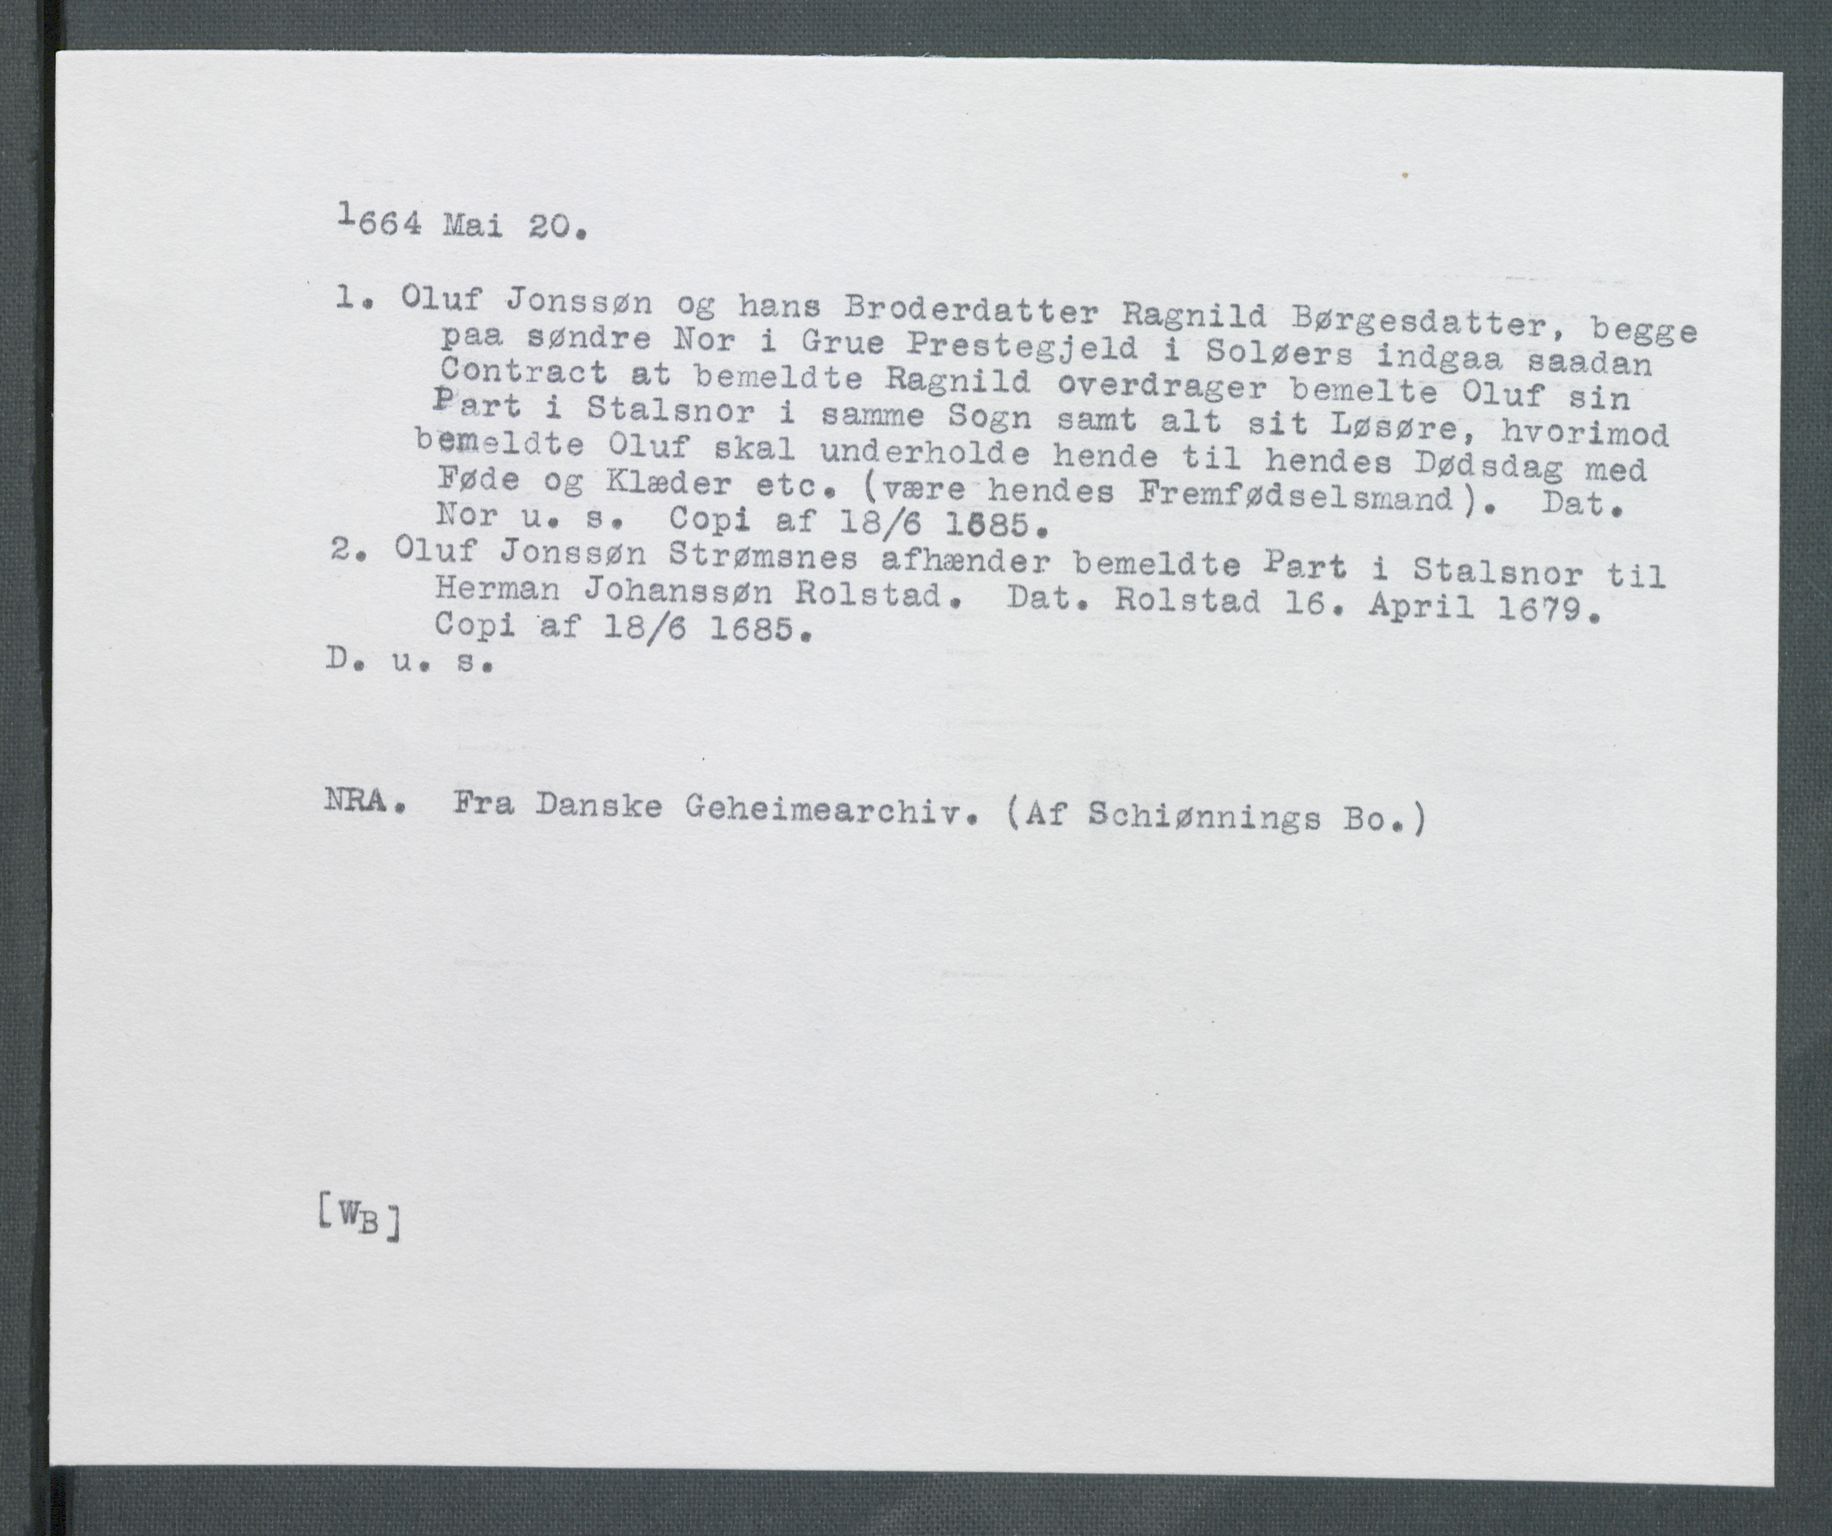 1664 Mai 20.
1. Oluf Jonssøn og hans Broderdatter Ragnild Børgesdatter, begge
paa søndre Nor i Grue Prestegjeld i Soløers indgaa saadan
Contract at bemeldte Ragnild overdrager bemelte Oluf sin
Part i Stalsnor i samme Sogn samt alt sit Løsøre, hvorimod
bemeldte Oluf skal underholde hende til hendes Dødsdag med
Føde og Klæder etc. (være hendes Fremfødselsmand). Dat.
Nor u. s. Copi af 18/6 1685.
2. Oluf Jonssøn Strømsnes afhænder bemeldte Part i Stalsnor til
Herman Johanssøn Rolstad. Dat. Rolstad 16. April 1679.
Copi af 18/6 1685.
D. u. s.
NRA. Fra Danske Geheimearchiv. (Af Schiønnings Bo.)
[WB]